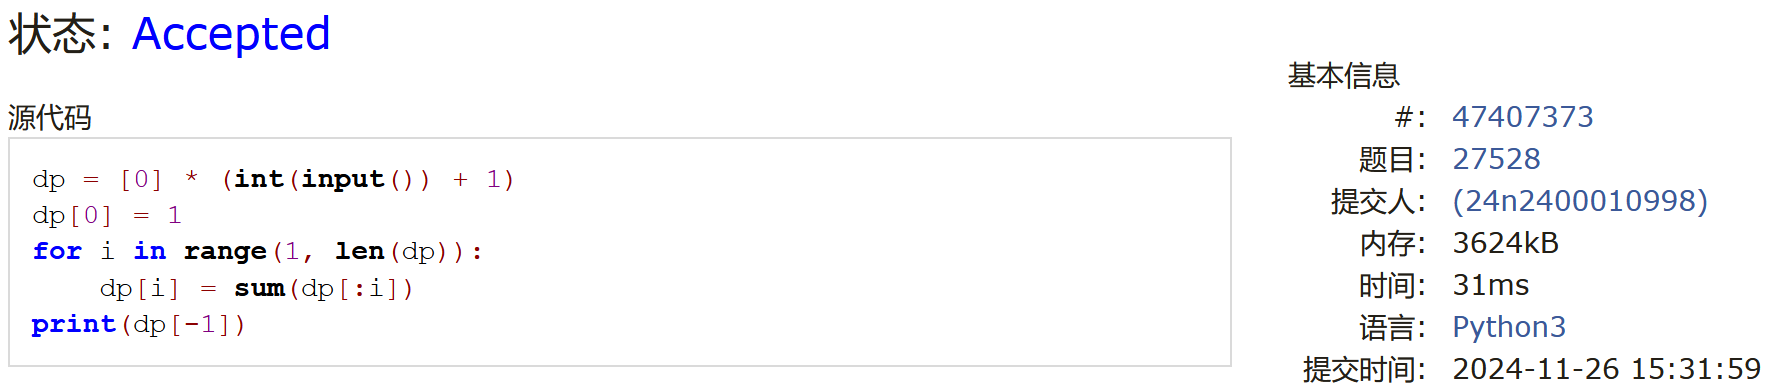 状态: Accepted
源代码
dp = [0] * (int(input()) + 1)
dp[0] = 1
for i in range(1, len(dp)):
    dp[i] = sum(dp[:i])
print(dp[-1])
基本信息
#: 47407373
题目: 27528
提交人: (24n2400010998)
内存: 3624kB
时间: 31ms
语言: Python3
提交时间: 2024-11-26 15:31:59